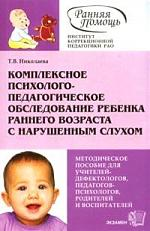 Ранняя
Помощь
ИНСТИТУТ
КОРРЕКЦИОННОЙ
ПЕДАГОГИКИ РАО
Т.В. Николаева
КОМПЛЕКСНОЕ
ПСИХОЛОГО-
ПЕДАГОГИЧЕСКОЕ
ОБСЛЕДОВАНИЕ РЕБЕНКА
РАННЕГО ВОЗРАСТА
С НАРУШЕННЫМ СЛУХОМ
МЕТОДИЧЕСКОЕ
ПОСОБИЕ ДЛЯ
УЧИТЕЛЕЙ-
ДЕФЕКТОЛОГОВ,
ПЕДАГОГОВ-
ПСИХОЛОГОВ,
РОДИТЕЛЕЙ
И ВОСПИТАТЕЛЕЙ
ЭКЗАМЕН